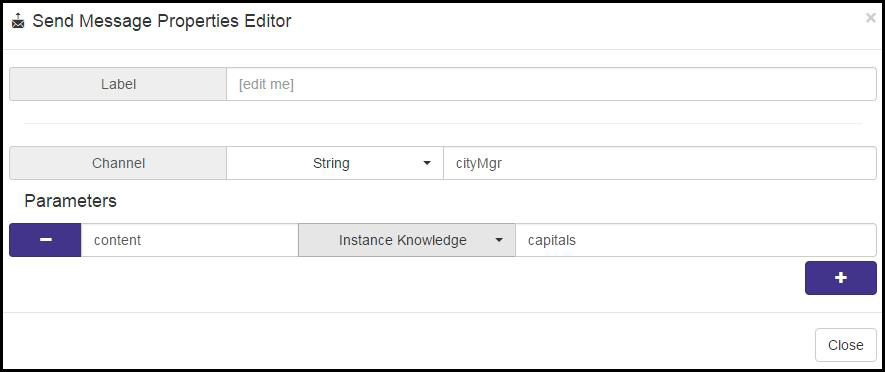 Send Message Properties Editor ×
Label [edit me]
Channel String cityMgr
Parameters
− content Instance Knowledge capitals
+
Close